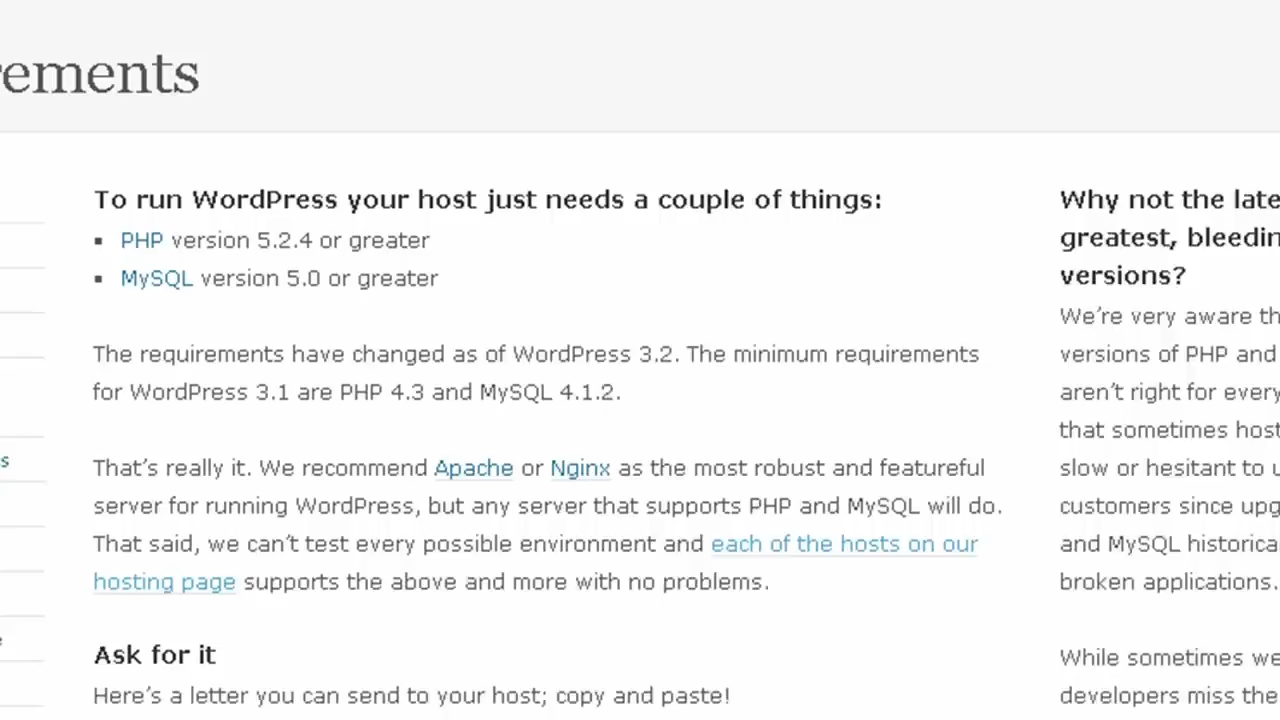 To run WordPress your host just needs a couple of things:
PHP version 5.2.4 or greater
MySQL version 5.0 or greater
The requirements have changed as of WordPress 3.2. The minimum requirements
for WordPress 3.1 are PHP 4.3 and MySQL 4.1.2.
That's really it. We recommend Apache or Nginx as the most robust and featureful
server for running WordPress, but any server that supports PHP and MySQL will do.
That said, we can't test every possible environment and each of the hosts on our
hosting page supports the above and more with no problems.
Ask for it
Here's a letter you can send to your host; copy and paste!
Why not the
greatest,
versions?
We're very aware
versions of PHP and
aren't right for every
that sometimes
slow or hesitant to
customers since
and MySQL
broken applications.
While sometimes we
developers miss the